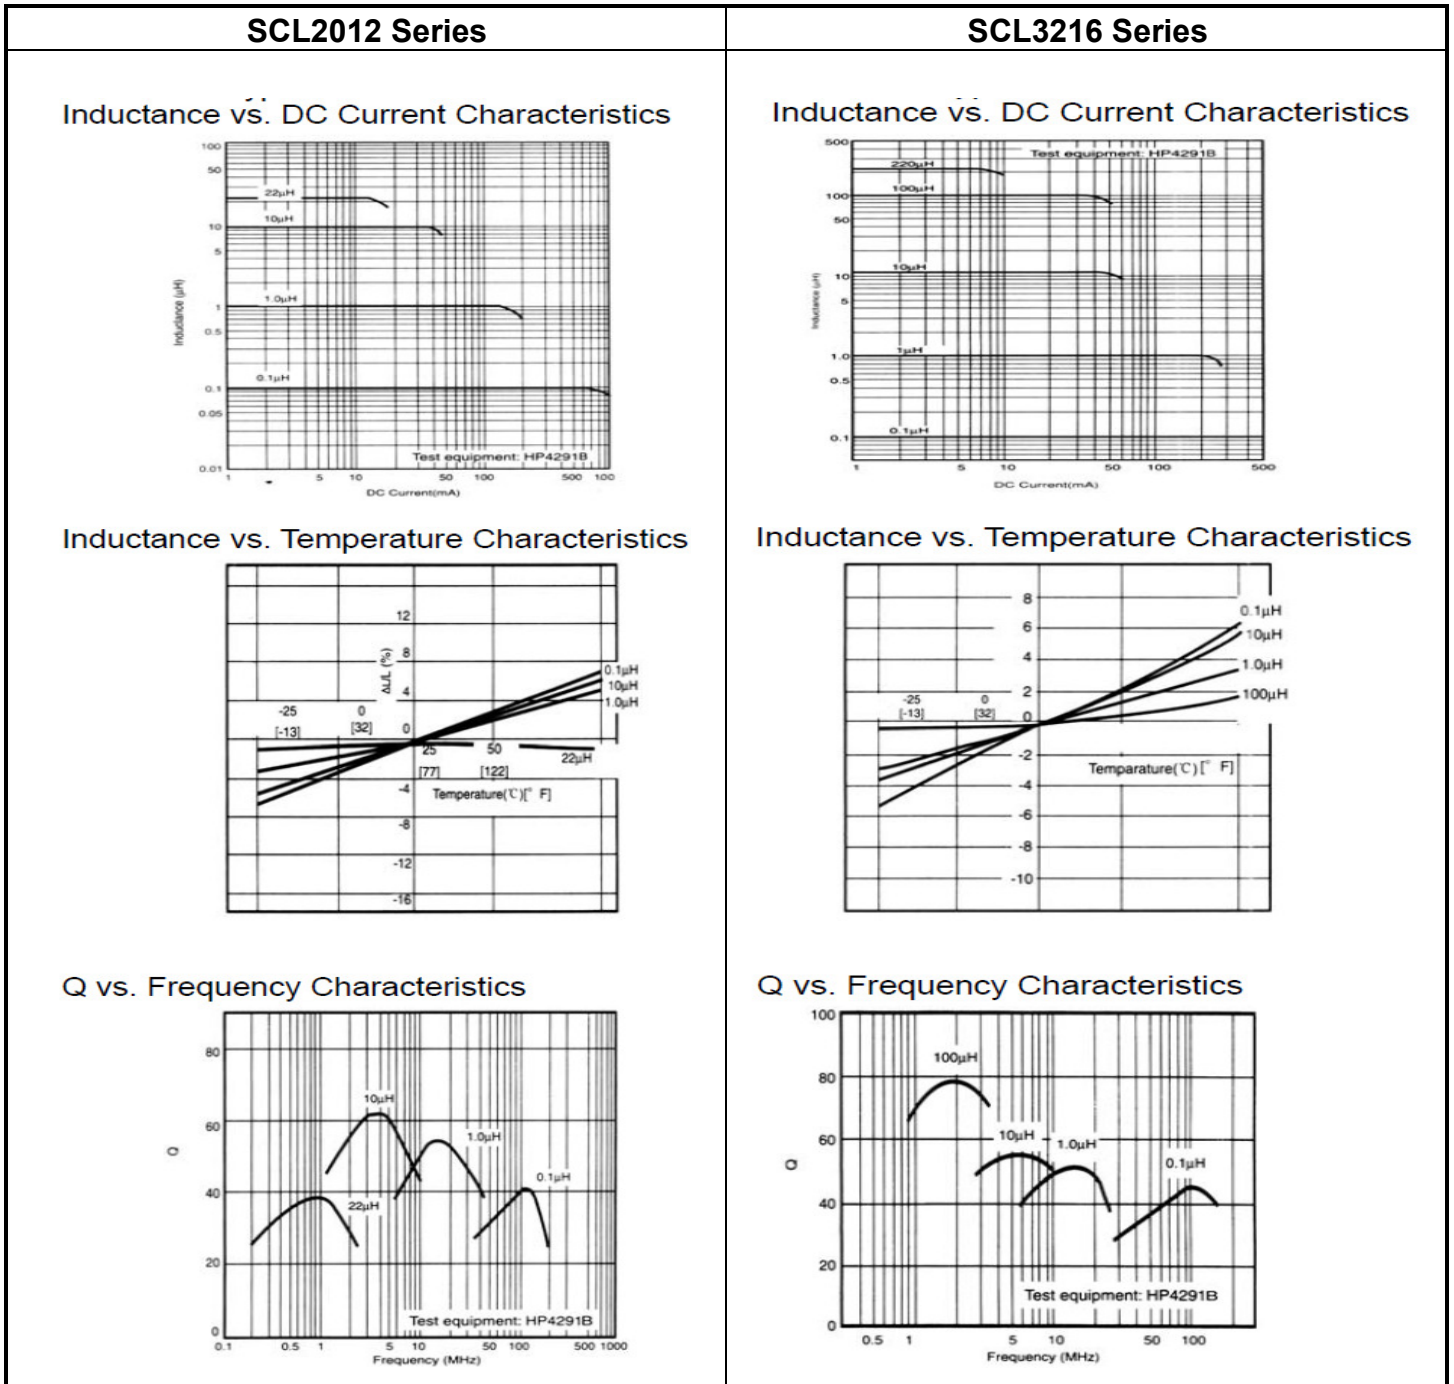 SCL2012 Series
SCL3216 Series
Inductance vs. DC Current Characteristics
100
50
22μH
10μH
10
5
Inductance (μH)
1.0μH
1
0.5
0.1μH
0.1
0.05
Test equipment: HP4291B
0.01
1 5 10 50 100 500 100
DC Current(mA)
Inductance vs. Temperature Characteristics
12
ΔL/L (%)
8
0.1μH
4
10μH
1.0μH
-25 0
[-13] [32]
0
25 50
22μH
[77] [122]
-4
Temperature(℃)[° F]
-8
-12
-16
Q vs. Frequency Characteristics
80
10μH
60
1.0μH
Q
0.1μH
40
22μH
20
Test equipment: HP4291B
0
0.1 0.5 1 5 10 50 100 500 1000
Frequency (MHz)
Inductance vs. DC Current Characteristics
500
Test equipment: HP4291B
220μH
100μH
100
50
10μH
10
Inductance (μH)
5
1μH
1.0
0.5
0.1μH
0.1
1 5 10 50 100 500
DC Current(mA)
Inductance vs. Temperature Characteristics
8
0.1μH
6
10μH
4
1.0μH
2
100μH
-25 0
[-13] [32]
0
-2
Temparature(℃)[° F]
-4
-6
-8
-10
Q vs. Frequency Characteristics
100
100μH
80
10μH
1.0μH
60
0.1μH
Q
40
20
Test equipment: HP4291B
0
0.5 1 5 10 50 100
Frequency (MHz)